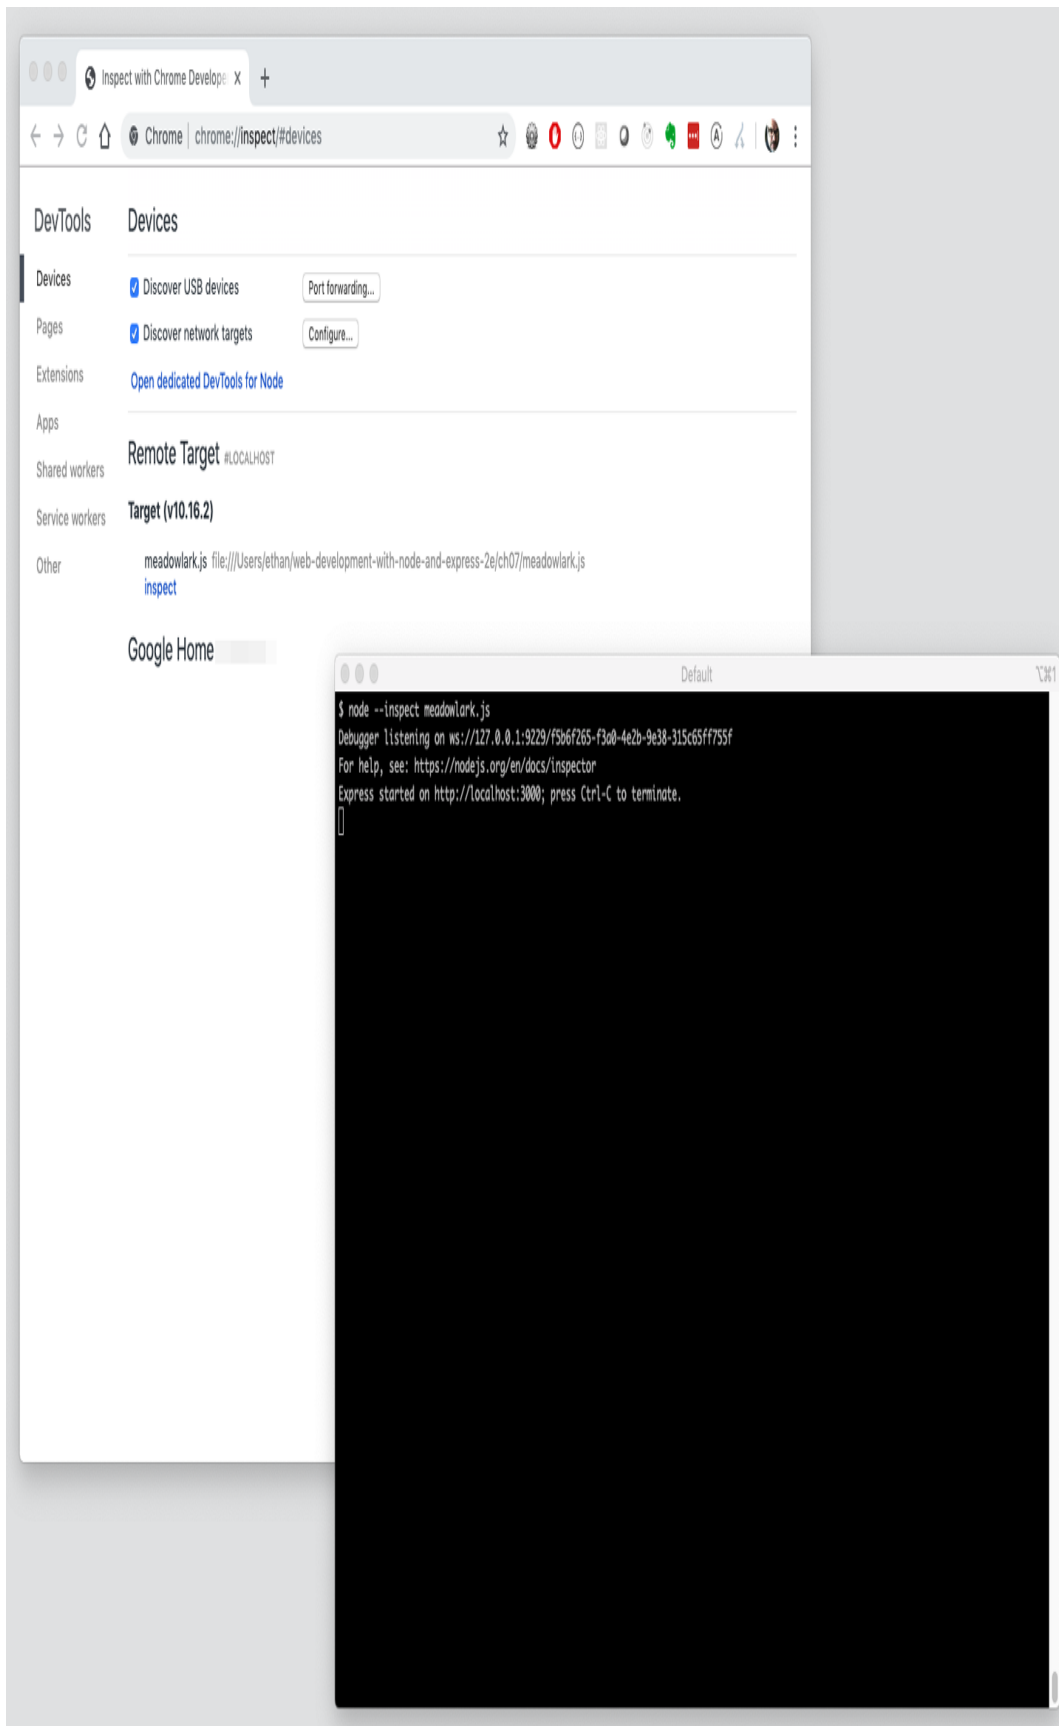 Inspect with Chrome Develope
Chrome chrome://inspect/#devices
DevTools
Devices
Pages
Extensions
Apps
Shared workers
Service workers
Other
Devices
Discover USB devices Port forwarding...
Discover network targets Configure...
Open dedicated DevTools for Node
Remote Target #LOCALHOST
Target (v10.16.2)
meadowlark.js file:///Users/ethan/web-development-with-node-and-express-2e/ch07/meadowlark.js
inspect
Google Home
Default ⌥⌘1
$ node --inspect meadowlark.js
Debugger listening on ws://127.0.0.1:9229/f5b6f265-f3a0-4e2b-9e38-315c65ff755f
For help, see: https://nodejs.org/en/docs/inspector
Express started on http://localhost:3000; press Ctrl-C to terminate.